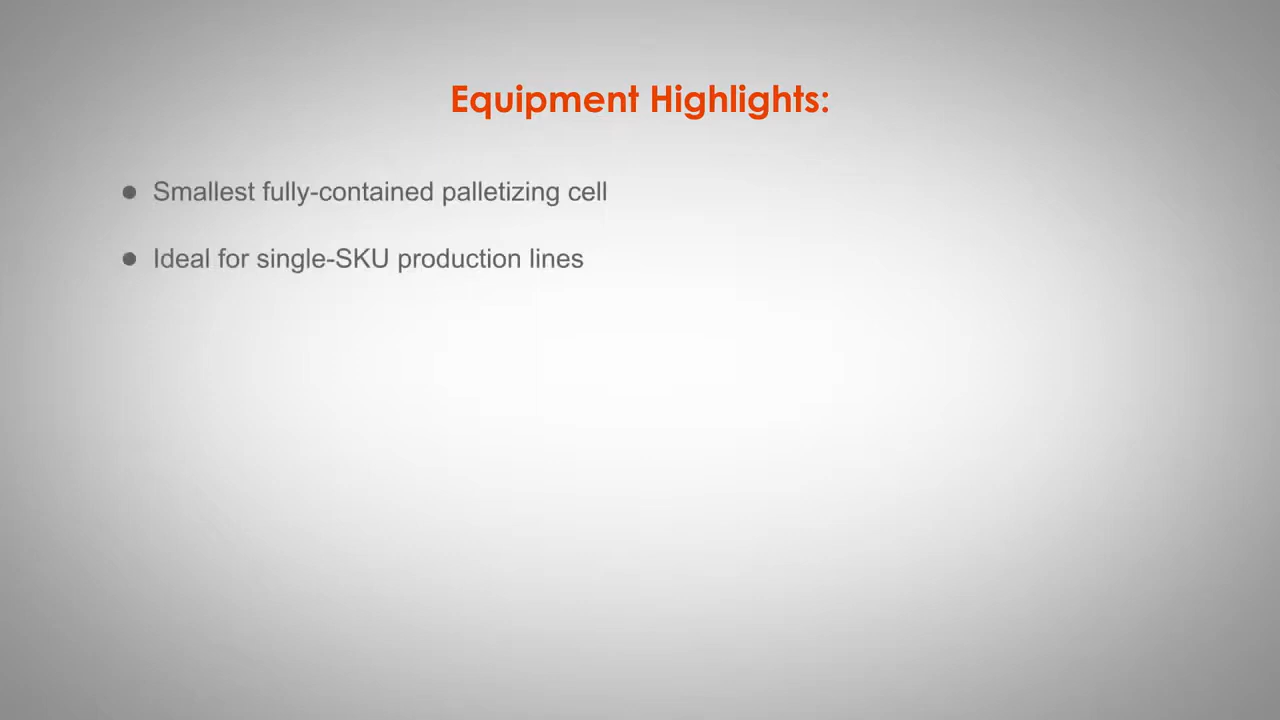 Equipment Highlights:
● Smallest fully-contained palletizing cell
● Ideal for single-SKU production lines